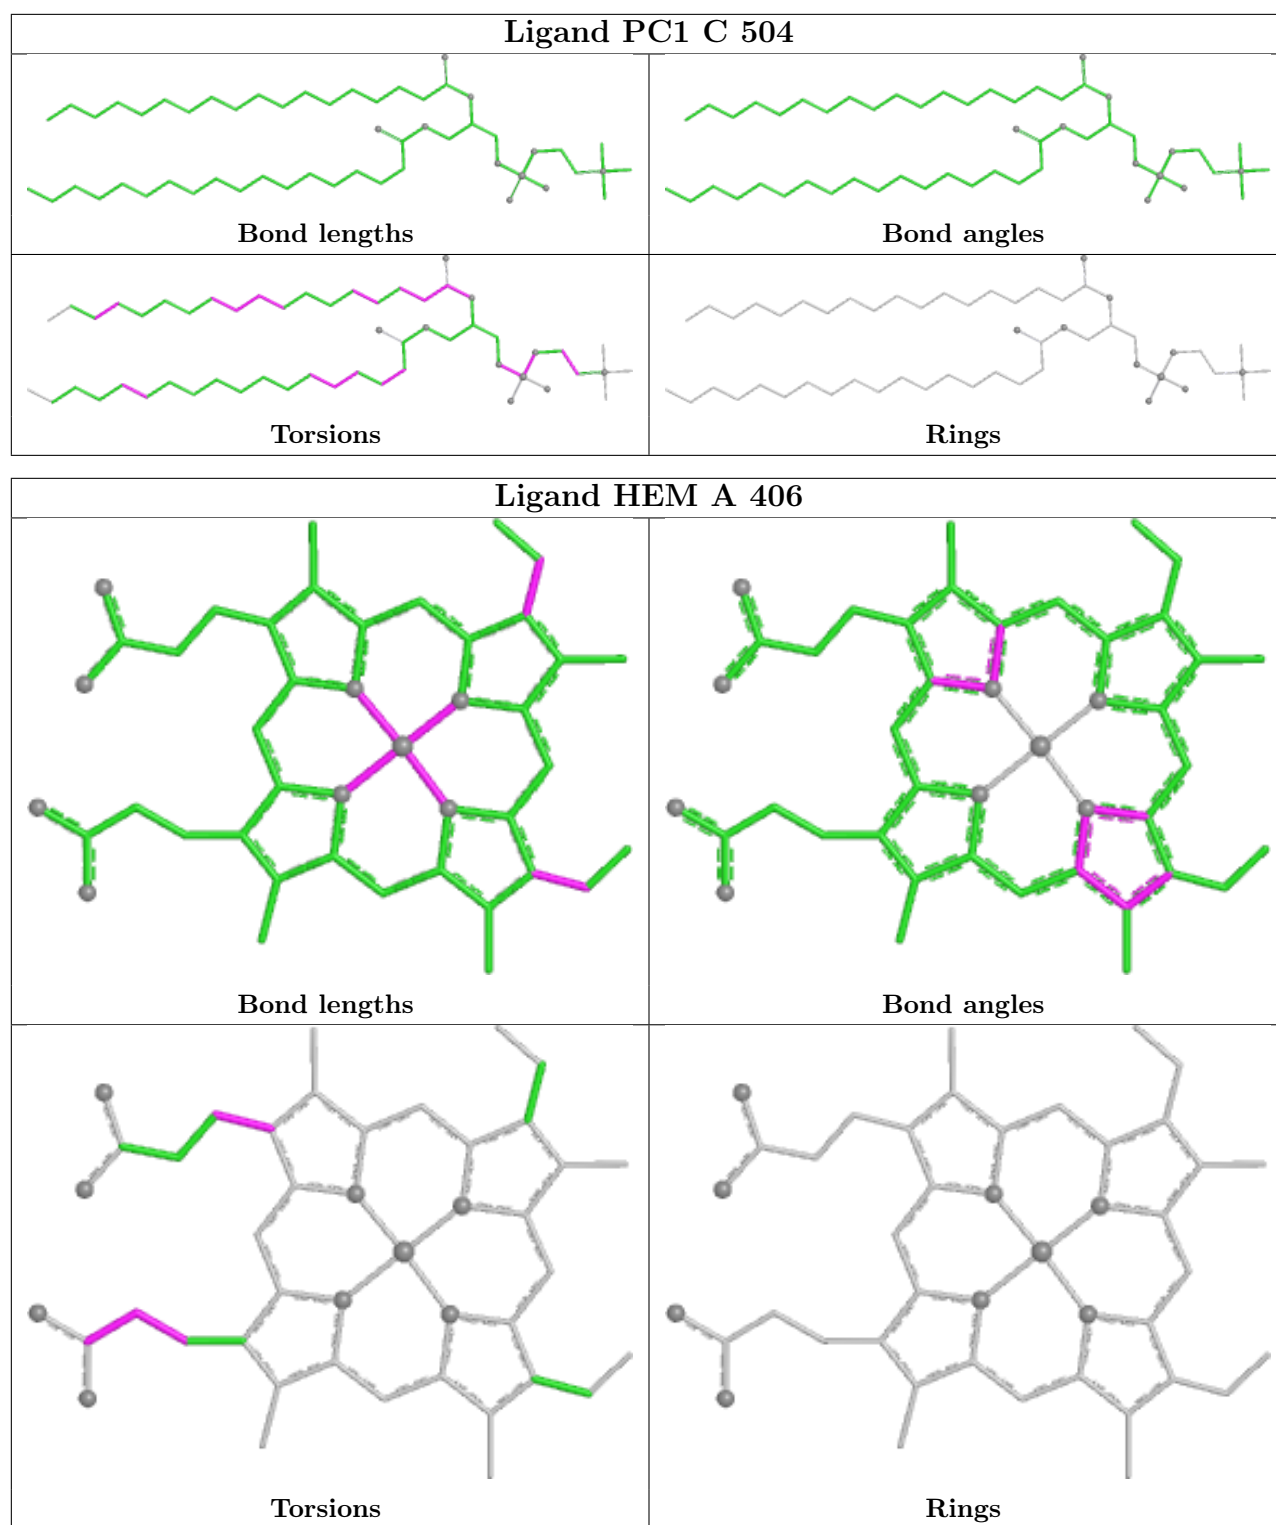 Ligand PC1 C 504
Bond lengths
Bond angles
Torsions
Rings
Ligand HEM A 406
Bond lengths
Bond angles
Torsions
Rings